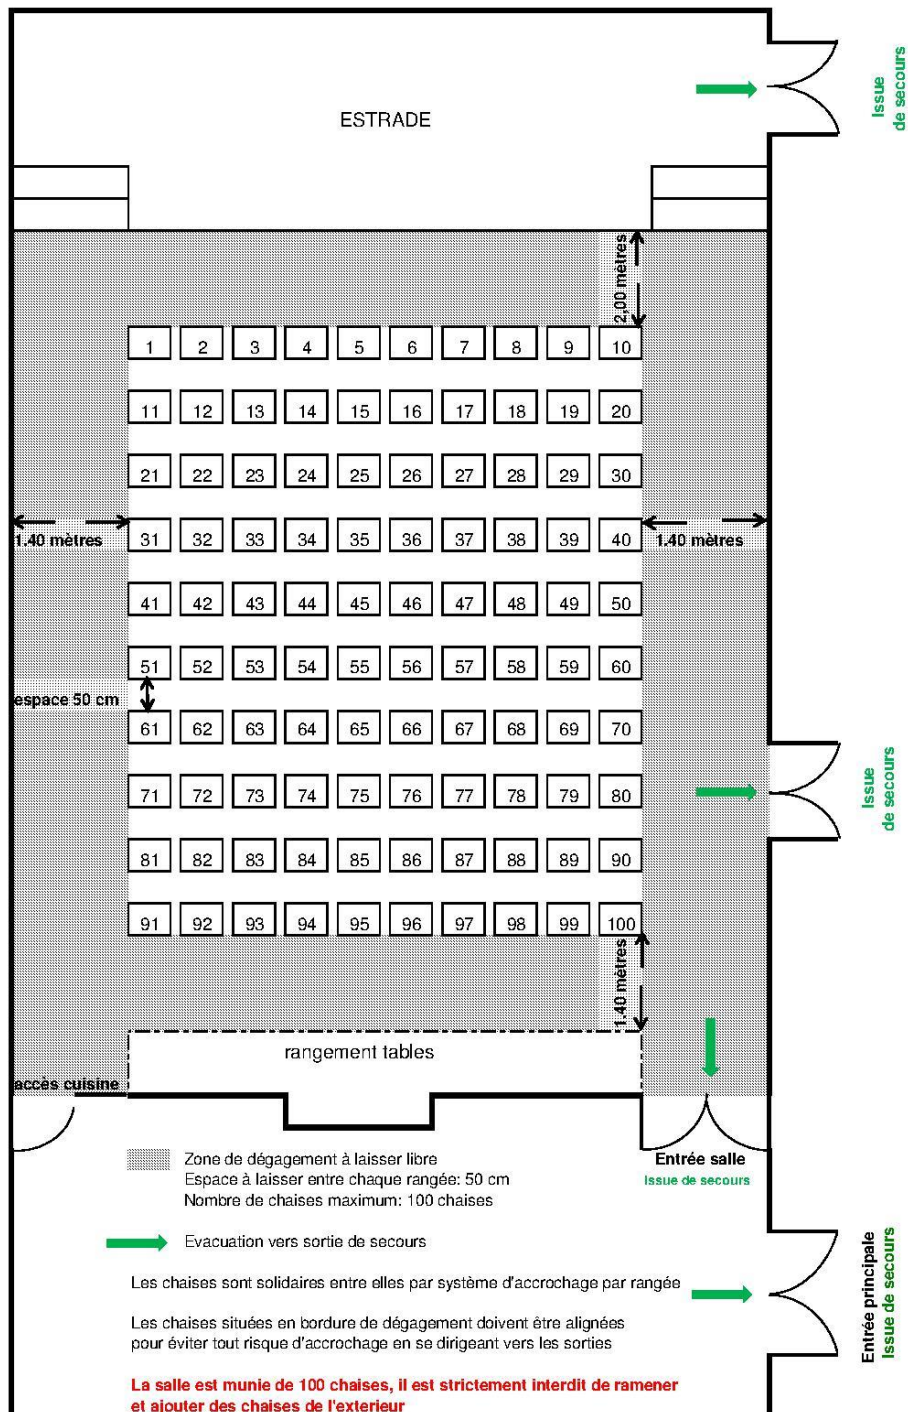 Issue
de secours
ESTRADE
2,00 mètres
1 2 3 4 5 6 7 8 9 10
11 12 13 14 15 16 17 18 19 20
21 22 23 24 25 26 27 28 29 30
31 32 33 34 35 36 37 38 39 40
1.40 mètres
1.40 mètres
41 42 43 44 45 46 47 48 49 50
51 52 53 54 55 56 57 58 59 60
espace 50 cm
61 62 63 64 65 66 67 68 69 70
71 72 73 74 75 76 77 78 79 80
Issue
de secours
81 82 83 84 85 86 87 88 89 90
91 92 93 94 95 96 97 98 99 100
1.40 mètres
rangement tables
accès cuisine
Entrée salle
Issue de secours
Zone de dégagement à laisser libre
Espace à laisser entre chaque rangée: 50 cm
Nombre de chaises maximum: 100 chaises
Evacuation vers sortie de secours
Entrée principale
Issue de secours
Les chaises sont solidaires entre elles par système d'accrochage par rangée
Les chaises situées en bordure de dégagement doivent être alignées
pour éviter tout risque d'accrochage en se dirigeant vers les sorties
La salle est munie de 100 chaises, il est strictement interdit de ramener
et ajouter des chaises de l'exterieur